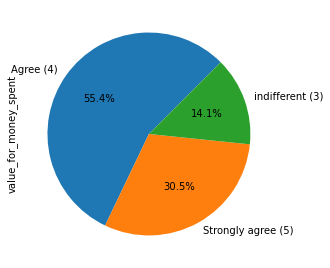 Agree (4)
55.4%
indifferent (3)
14.1%
value_for_money_spent
30.5%
Strongly agree (5)